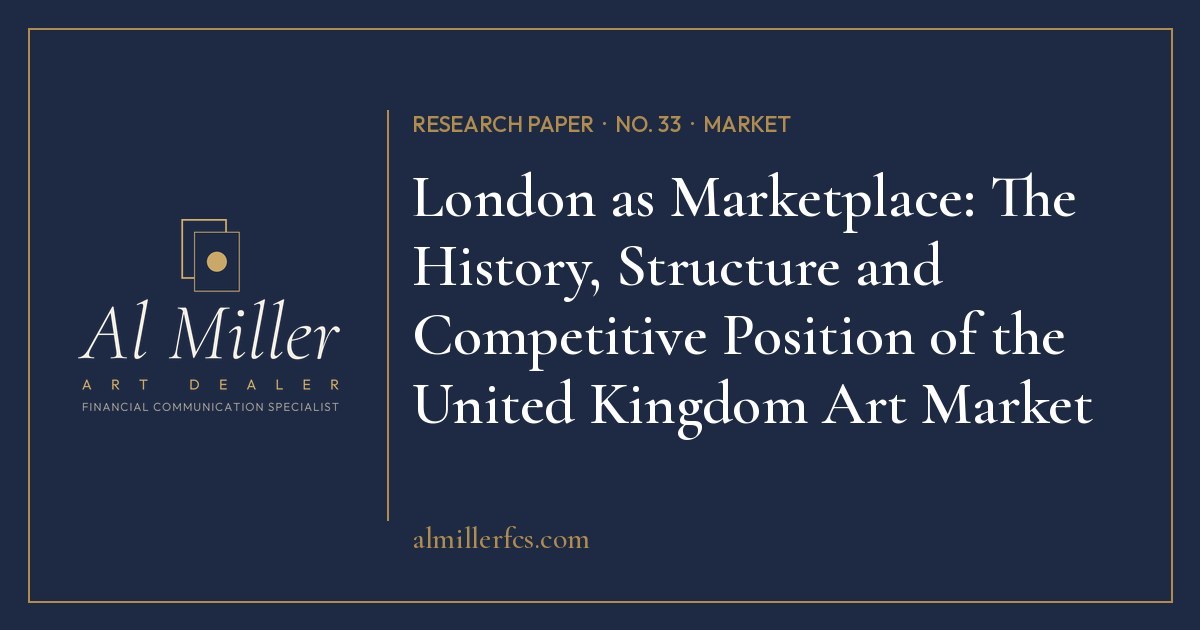 Al Miller
ART DEALER
FINANCIAL COMMUNICATION SPECIALIST
RESEARCH PAPER · NO. 33 · MARKET
London as Marketplace: The
History, Structure and
Competitive Position of the
United Kingdom Art Market
almillerfcs.com